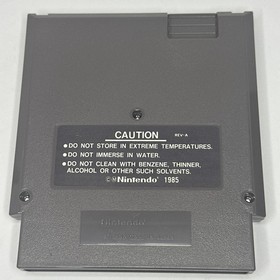 CAUTION REV-A
● DO NOT STORE IN EXTREME TEMPERATURES.
● DO NOT IMMERSE IN WATER.
● DO NOT CLEAN WITH BENZENE, THINNER,
ALCOHOL OR OTHER SUCH SOLVENTS.
©Ⓜ Nintendo® 1985
Nintendo